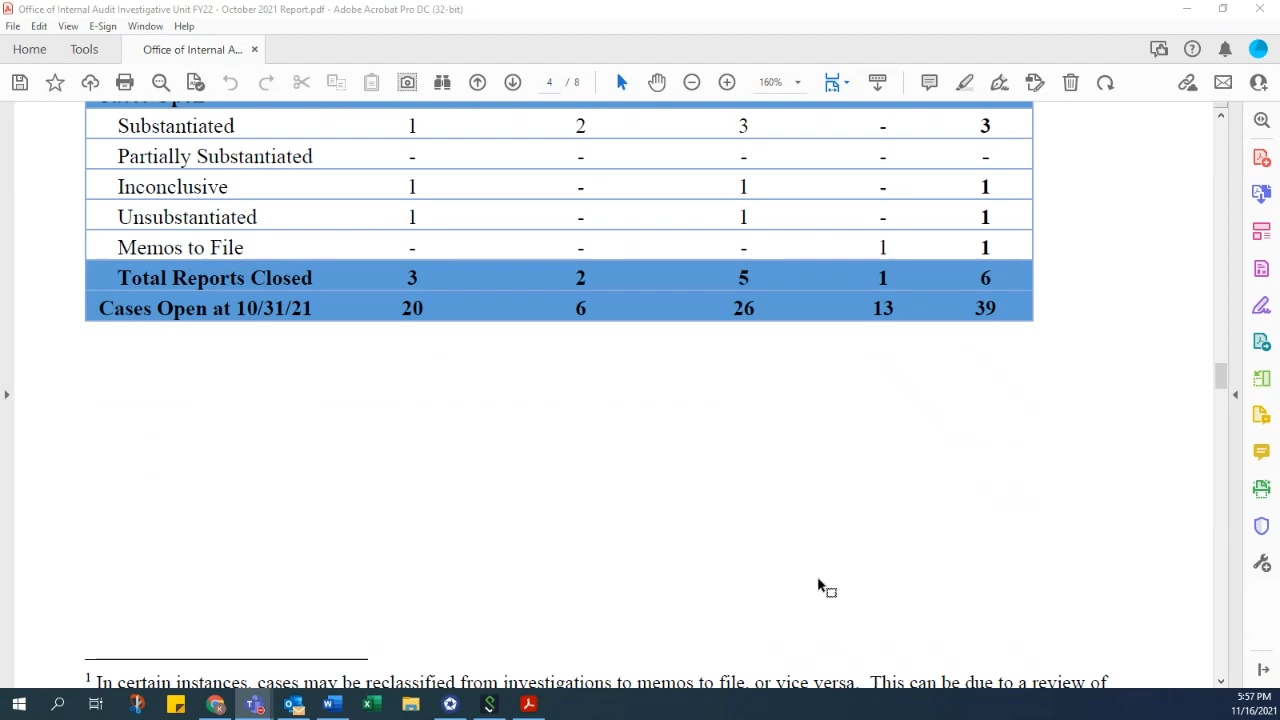 Office of Internal Audit Investigative Unit FY22 - October 2021 Report.pdf - Adobe Acrobat Pro DC (32-bit)
File Edit View E-Sign Window Help
Home Tools Office of Internal A... ×
4 / 8 160%
Substantiated 1 2 3 - 3
Partially Substantiated - - - - -
Inconclusive 1 - 1 - 1
Unsubstantiated 1 - 1 - 1
Memos to File - - - 1 1
Total Reports Closed 3 2 5 1 6
Cases Open at 10/31/21 20 6 26 13 39
1 In certain instances, cases may be reclassified from investigations to memos to file, or vice versa. This can be due to a review of
5:57 PM
11/16/2021